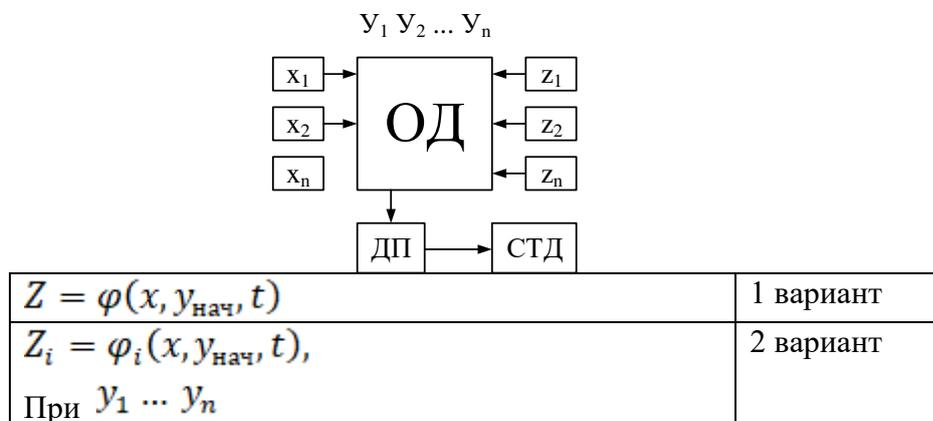 У₁ У₂ ... Уₙ
x₁ ОД z₁
x₂ z₂
xₙ zₙ
ДП СТД
Z = φ(x, yнач, t) 1 вариант
Zᵢ = φᵢ(x, yнач, t), 2 вариант
При y₁ ... yₙ